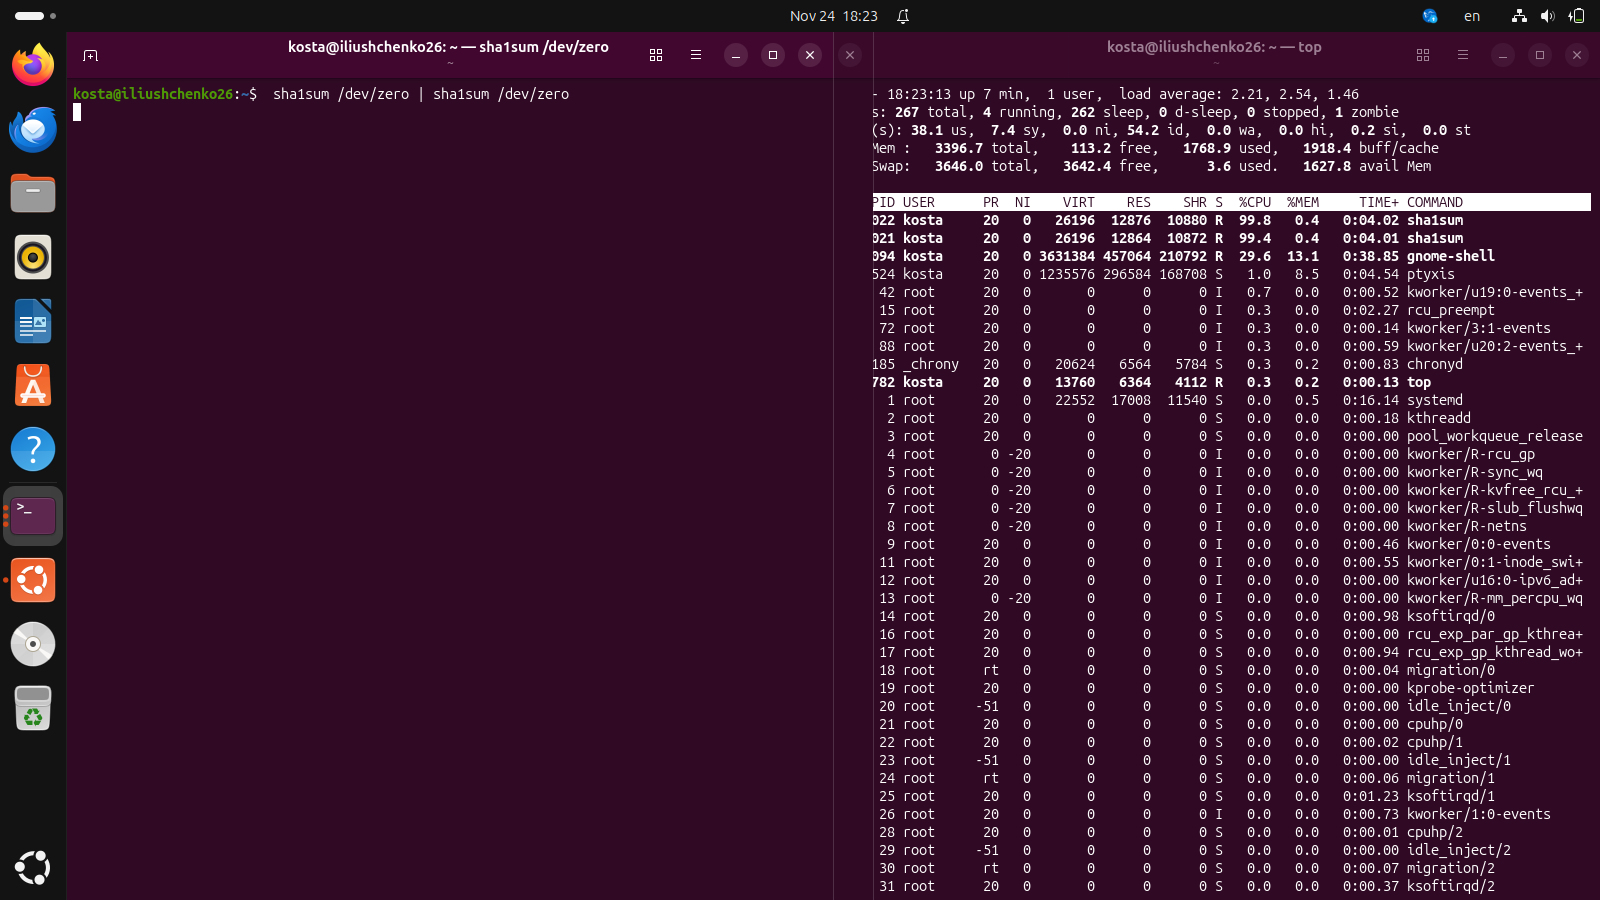 Nov 24 18:23
en
kosta@iliushchenko26: ~ — sha1sum /dev/zero
~
kosta@iliushchenko26:~$  sha1sum /dev/zero | sha1sum /dev/zero
kosta@iliushchenko26: ~ — top
~
- 18:23:13 up 7 min,  1 user,  load average: 2.21, 2.54, 1.46
s: 267 total, 4 running, 262 sleep, 0 d-sleep, 0 stopped, 1 zombie
(s): 38.1 us,  7.4 sy,  0.0 ni, 54.2 id,  0.0 wa,  0.0 hi,  0.2 si,  0.0 st
Mem :   3396.7 total,    113.2 free,   1768.9 used,   1918.4 buff/cache
Swap:   3646.0 total,   3642.4 free,      3.6 used.   1627.8 avail Mem
PID USER      PR  NI    VIRT    RES    SHR S  %CPU  %MEM     TIME+ COMMAND
022 kosta     20   0   26196  12876  10880 R  99.8   0.4   0:04.02 sha1sum
021 kosta     20   0   26196  12864  10872 R  99.4   0.4   0:04.01 sha1sum
094 kosta     20   0 3631384 457064 210792 R  29.6  13.1   0:38.85 gnome-shell
524 kosta     20   0 1235576 296584 168708 S   1.0   8.5   0:04.54 ptyxis
42 root      20   0       0      0      0 I   0.7   0.0   0:00.52 kworker/u19:0-events_+
15 root      20   0       0      0      0 I   0.3   0.0   0:02.27 rcu_preempt
72 root      20   0       0      0      0 I   0.3   0.0   0:00.14 kworker/3:1-events
88 root      20   0       0      0      0 I   0.3   0.0   0:00.59 kworker/u20:2-events_+
185 _chrony   20   0   20624   6564   5784 S   0.3   0.2   0:00.83 chronyd
782 kosta     20   0   13760   6364   4112 R   0.3   0.2   0:00.13 top
1 root      20   0   22552  17008  11540 S   0.0   0.5   0:16.14 systemd
2 root      20   0       0      0      0 S   0.0   0.0   0:00.18 kthreadd
3 root      20   0       0      0      0 S   0.0   0.0   0:00.00 pool_workqueue_release
4 root       0 -20       0      0      0 I   0.0   0.0   0:00.00 kworker/R-rcu_gp
5 root       0 -20       0      0      0 I   0.0   0.0   0:00.00 kworker/R-sync_wq
6 root       0 -20       0      0      0 I   0.0   0.0   0:00.00 kworker/R-kvfree_rcu_+
7 root       0 -20       0      0      0 I   0.0   0.0   0:00.00 kworker/R-slub_flushwq
8 root       0 -20       0      0      0 I   0.0   0.0   0:00.00 kworker/R-netns
9 root      20   0       0      0      0 I   0.0   0.0   0:00.46 kworker/0:0-events
11 root      20   0       0      0      0 I   0.0   0.0   0:00.55 kworker/0:1-inode_swi+
12 root      20   0       0      0      0 I   0.0   0.0   0:00.00 kworker/u16:0-ipv6_ad+
13 root       0 -20       0      0      0 I   0.0   0.0   0:00.00 kworker/R-mm_percpu_wq
14 root      20   0       0      0      0 S   0.0   0.0   0:00.98 ksoftirqd/0
16 root      20   0       0      0      0 S   0.0   0.0   0:00.00 rcu_exp_par_gp_kthrea+
17 root      20   0       0      0      0 S   0.0   0.0   0:00.94 rcu_exp_gp_kthread_wo+
18 root      rt   0       0      0      0 S   0.0   0.0   0:00.04 migration/0
19 root      20   0       0      0      0 S   0.0   0.0   0:00.00 kprobe-optimizer
20 root     -51   0       0      0      0 S   0.0   0.0   0:00.00 idle_inject/0
21 root      20   0       0      0      0 S   0.0   0.0   0:00.00 cpuhp/0
22 root      20   0       0      0      0 S   0.0   0.0   0:00.02 cpuhp/1
23 root     -51   0       0      0      0 S   0.0   0.0   0:00.00 idle_inject/1
24 root      rt   0       0      0      0 S   0.0   0.0   0:00.06 migration/1
25 root      20   0       0      0      0 S   0.0   0.0   0:01.23 ksoftirqd/1
26 root      20   0       0      0      0 I   0.0   0.0   0:00.73 kworker/1:0-events
28 root      20   0       0      0      0 S   0.0   0.0   0:00.01 cpuhp/2
29 root     -51   0       0      0      0 S   0.0   0.0   0:00.00 idle_inject/2
30 root      rt   0       0      0      0 S   0.0   0.0   0:00.07 migration/2
31 root      20   0       0      0      0 S   0.0   0.0   0:00.37 ksoftirqd/2